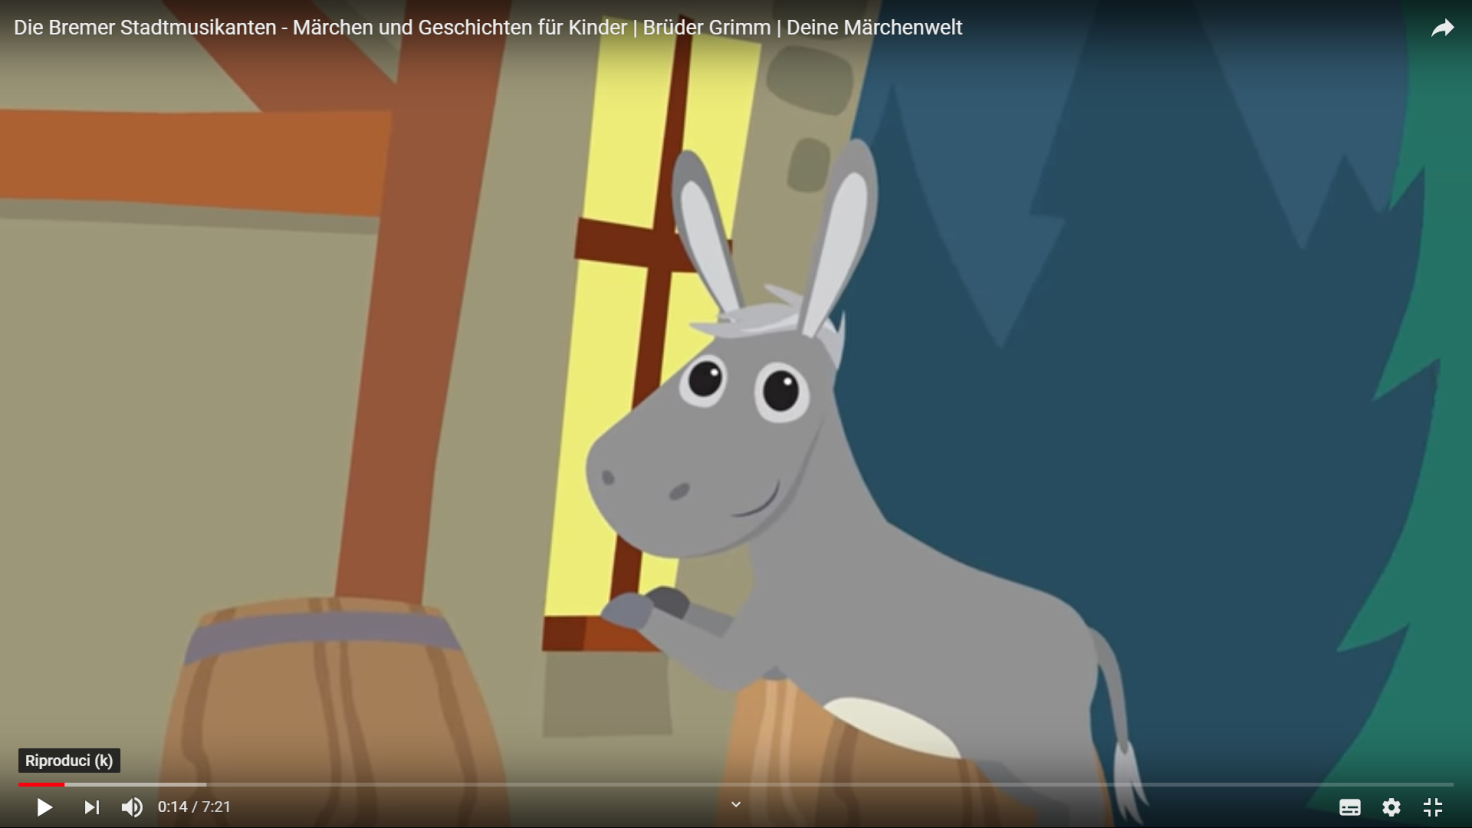 Die Bremer Stadtmusikanten - Märchen und Geschichten für Kinder | Brüder Grimm | Deine Märchenwelt
Riproduci (k)
0:14 / 7:21